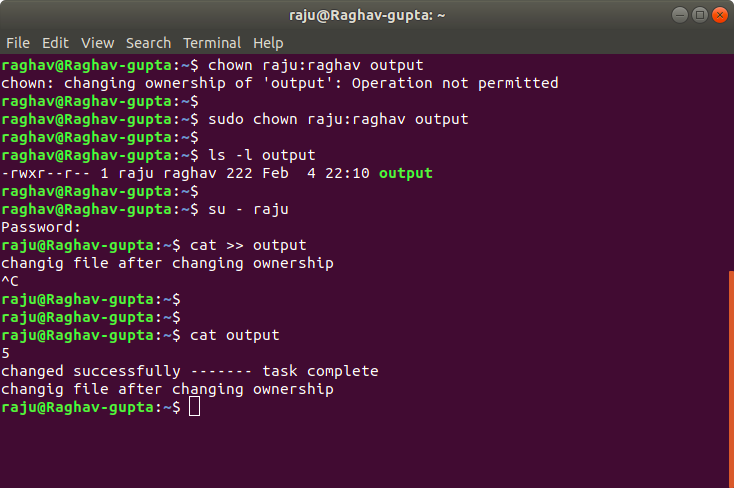 raju@Raghav-gupta: ~
File Edit View Search Terminal Help
raghav@Raghav-gupta:~$ chown raju:raghav output
chown: changing ownership of 'output': Operation not permitted
raghav@Raghav-gupta:~$
raghav@Raghav-gupta:~$ sudo chown raju:raghav output
raghav@Raghav-gupta:~$
raghav@Raghav-gupta:~$ ls -l output
-rwxr--r-- 1 raju raghav 222 Feb  4 22:10 output
raghav@Raghav-gupta:~$
raghav@Raghav-gupta:~$ su - raju
Password:
raju@Raghav-gupta:~$ cat >> output
changig file after changing ownership
^C
raju@Raghav-gupta:~$
raju@Raghav-gupta:~$
raju@Raghav-gupta:~$ cat output
5
changed successfully ------- task complete
changig file after changing ownership
raju@Raghav-gupta:~$